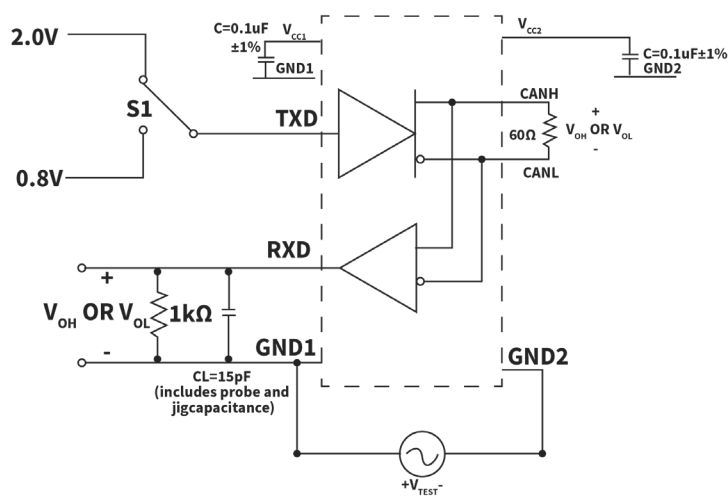 2.0V
C=0.1uF
±1%
VCC1
GND1
VCC2
C=0.1uF±1%
GND2
S1
TXD
CANH
60Ω
+
VOH OR VOL
-
CANL
0.8V
RXD
+
VOH OR VOL
1kΩ
-
GND1
GND2
CL=15pF
(includes probe and
jigcapacitance)
+VTEST-